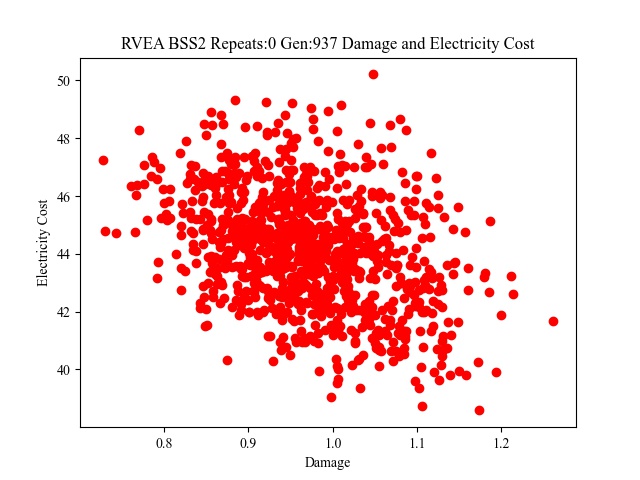 RVEA BSS2 Repeats:0 Gen:937 Damage and Electricity Cost
50
48
46
44
42
40
Electricity Cost
0.8 0.9 1.0 1.1 1.2
Damage